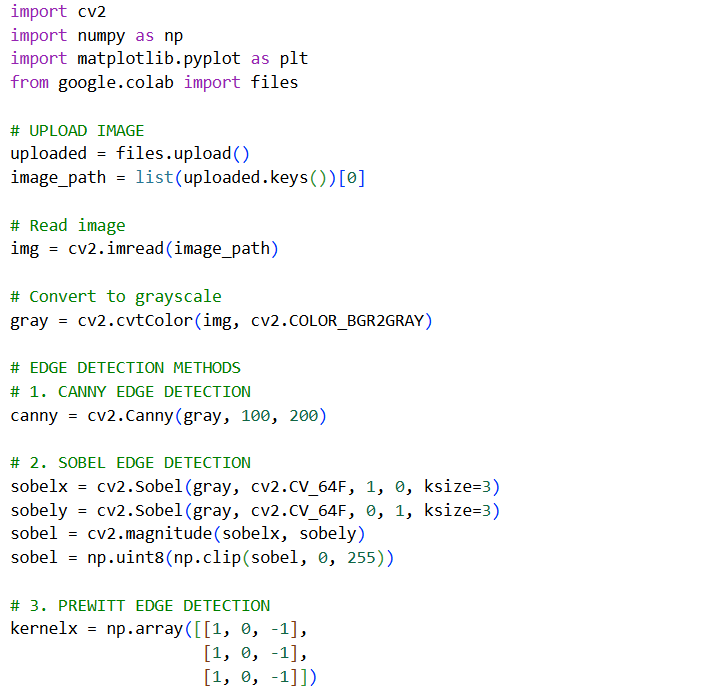 import cv2
import numpy as np
import matplotlib.pyplot as plt
from google.colab import files

# UPLOAD IMAGE
uploaded = files.upload()
image_path = list(uploaded.keys())[0]

# Read image
img = cv2.imread(image_path)

# Convert to grayscale
gray = cv2.cvtColor(img, cv2.COLOR_BGR2GRAY)

# EDGE DETECTION METHODS
# 1. CANNY EDGE DETECTION
canny = cv2.Canny(gray, 100, 200)

# 2. SOBEL EDGE DETECTION
sobelx = cv2.Sobel(gray, cv2.CV_64F, 1, 0, ksize=3)
sobely = cv2.Sobel(gray, cv2.CV_64F, 0, 1, ksize=3)
sobel = cv2.magnitude(sobelx, sobely)
sobel = np.uint8(np.clip(sobel, 0, 255))

# 3. PREWITT EDGE DETECTION
kernelx = np.array([[1, 0, -1],
                    [1, 0, -1],
                    [1, 0, -1]])